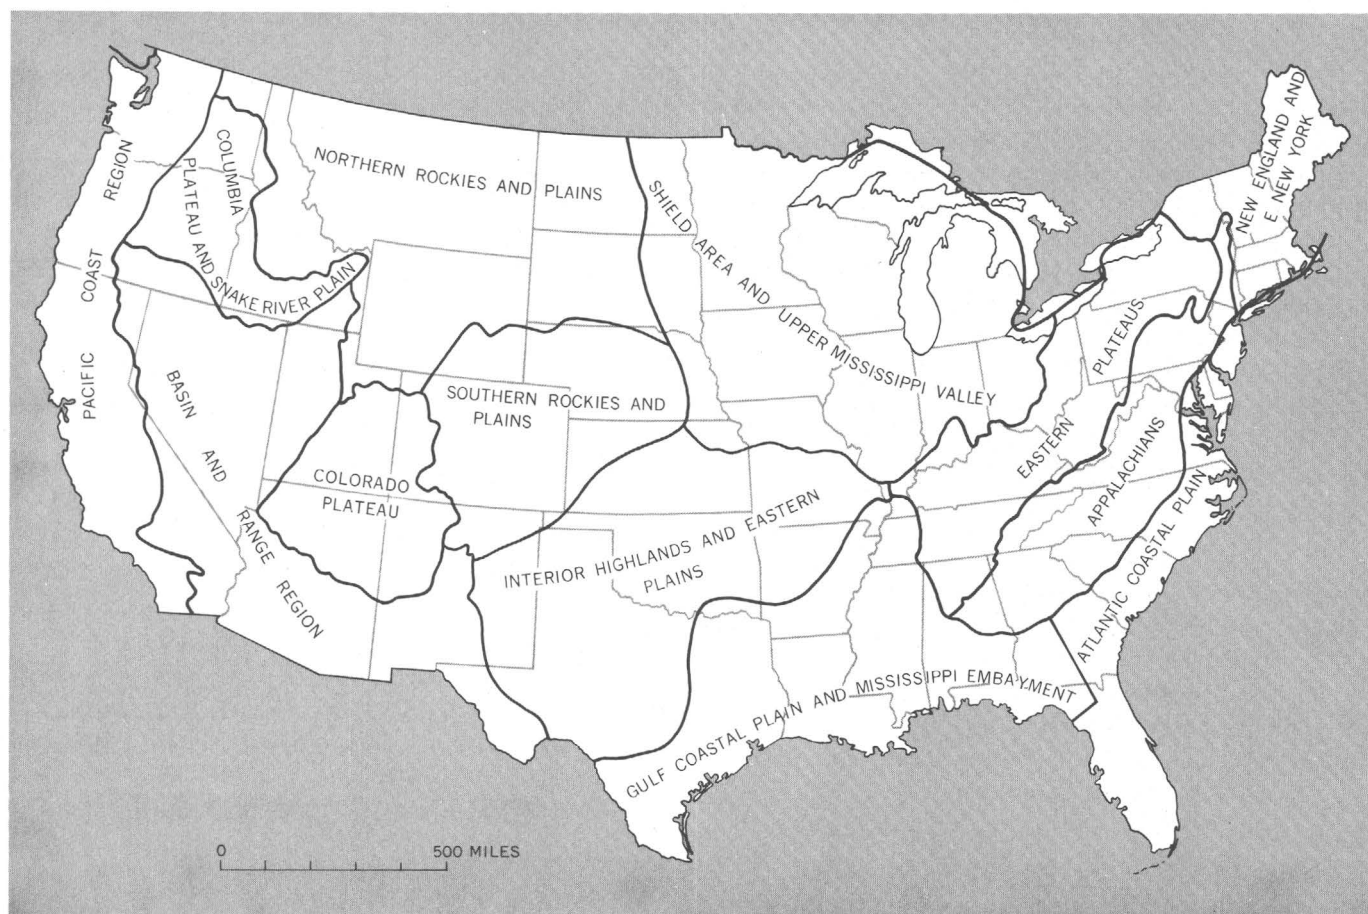 NEW ENGLAND AND
E NEW YORK
NORTHERN ROCKIES AND PLAINS
COLUMBIA
PLATEAU AND SNAKE RIVER PLAIN
SHIELD AREA AND UPPER MISSISSIPPI VALLEY
PACIFIC COAST REGION
EASTERN PLATEAUS
BASIN AND RANGE REGION
SOUTHERN ROCKIES AND
PLAINS
COLORADO
PLATEAU
APPALACHIANS
INTERIOR HIGHLANDS AND EASTERN
PLAINS
ATLANTIC COASTAL PLAIN
GULF COASTAL PLAIN AND MISSISSIPPI EMBAYMENT
0 500 MILES